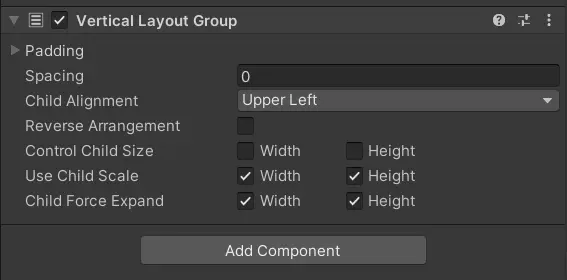 Vertical Layout Group
Padding
Spacing 0
Child Alignment Upper Left
Reverse Arrangement
Control Child Size Width Height
Use Child Scale Width Height
Child Force Expand Width Height
Add Component